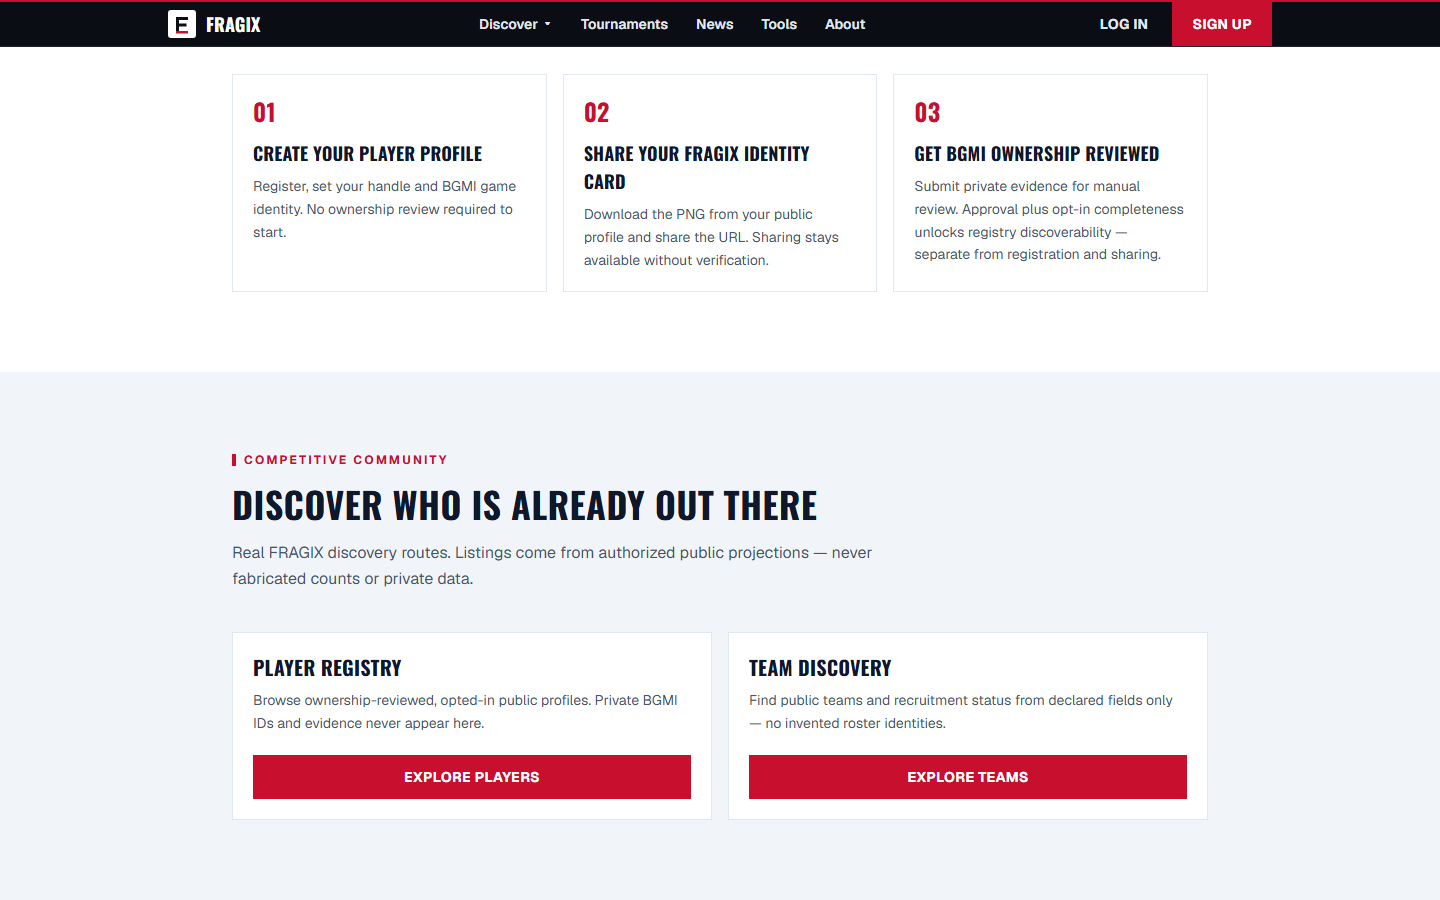 E FRAGIX Discover Tournaments News Tools About LOG IN SIGN UP
01
CREATE YOUR PLAYER PROFILE
Register, set your handle and BGMI game
identity. No ownership review required to
start.
02
SHARE YOUR FRAGIX IDENTITY
CARD
Download the PNG from your public
profile and share the URL. Sharing stays
available without verification.
03
GET BGMI OWNERSHIP REVIEWED
Submit private evidence for manual
review. Approval plus opt-in completeness
unlocks registry discoverability —
separate from registration and sharing.
COMPETITIVE COMMUNITY
DISCOVER WHO IS ALREADY OUT THERE
Real FRAGIX discovery routes. Listings come from authorized public projections — never
fabricated counts or private data.
PLAYER REGISTRY
Browse ownership-reviewed, opted-in public profiles. Private BGMI
IDs and evidence never appear here.
EXPLORE PLAYERS
TEAM DISCOVERY
Find public teams and recruitment status from declared fields only
— no invented roster identities.
EXPLORE TEAMS